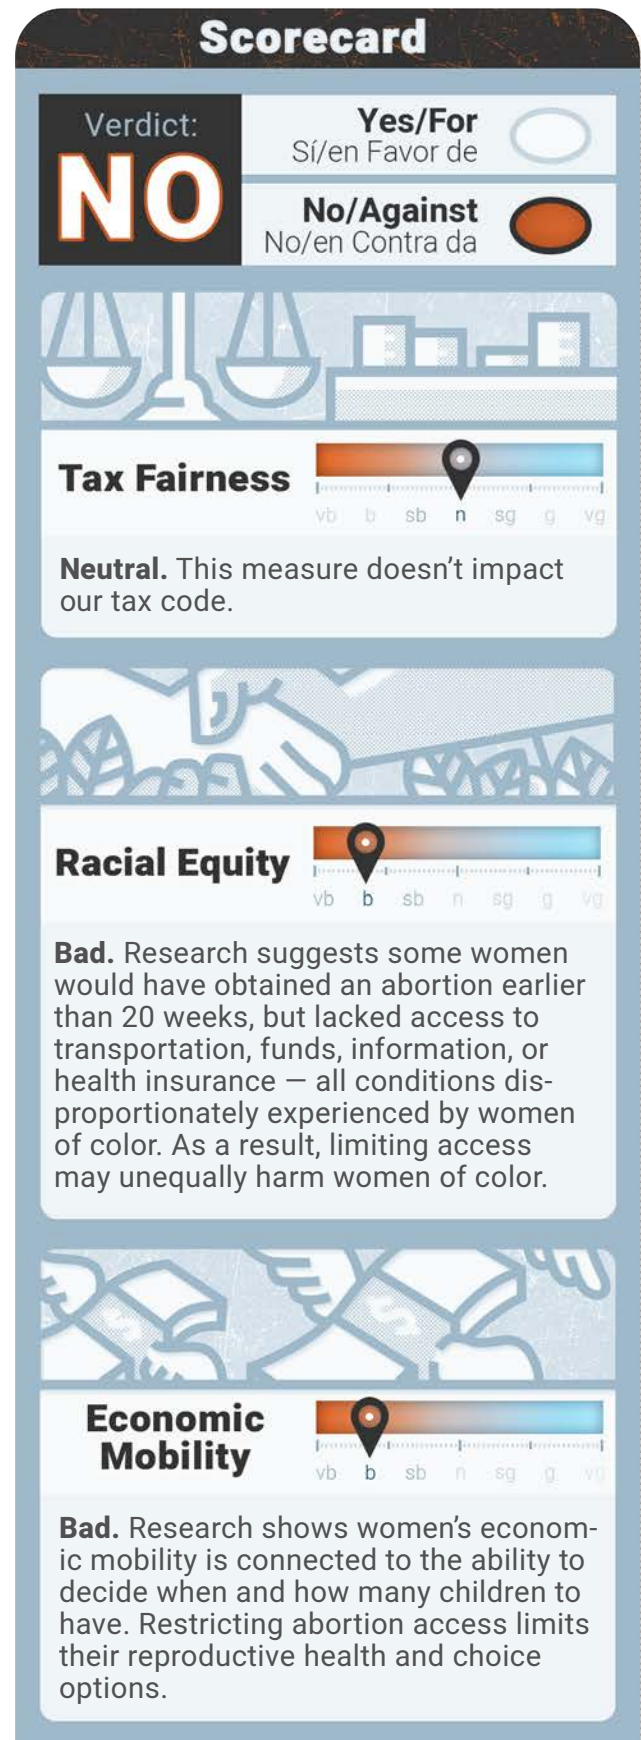 Scorecard
Verdict:
NO
Yes/For
Sí/en Favor de
No/Against
No/en Contra da
Tax Fairness
vb b sb n sg g vg
Neutral. This measure doesn’t impact
our tax code.
Racial Equity
vb b sb n sg g vg
Bad. Research suggests some women
would have obtained an abortion earlier
than 20 weeks, but lacked access to
transportation, funds, information, or
health insurance — all conditions dis-
proportionately experienced by women
of color. As a result, limiting access
may unequally harm women of color.
Economic
Mobility
vb b sb n sg g vg
Bad. Research shows women’s econom-
ic mobility is connected to the ability to
decide when and how many children to
have. Restricting abortion access limits
their reproductive health and choice
options.